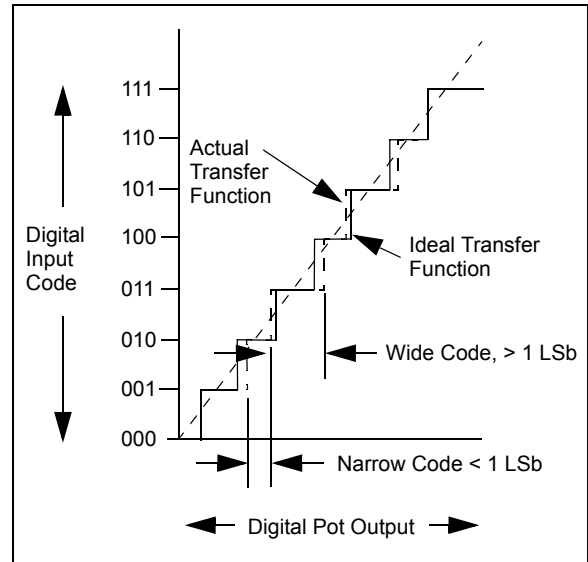 111
110
Actual
Transfer
Function
101
100
Digital
Input
Code
Ideal Transfer
Function
011
010
Wide Code, > 1 LSb
001
000
Narrow Code < 1 LSb
Digital Pot Output